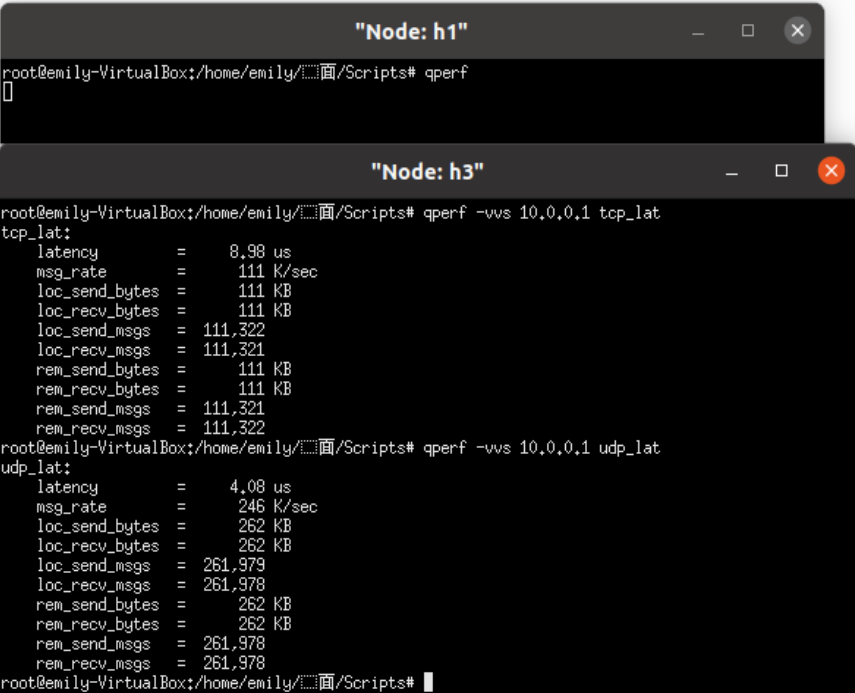 "Node: h1"
root@emily-VirtualBox:/home/emily/面/Scripts# qperf
"Node: h3"
root@emily-VirtualBox:/home/emily/面/Scripts# qperf -vvs 10.0.0.1 tcp_lat
tcp_lat:
latency = 8.98 us
msg_rate = 111 K/sec
loc_send_bytes = 111 KB
loc_recv_bytes = 111 KB
loc_send_msgs = 111,322
loc_recv_msgs = 111,321
rem_send_bytes = 111 KB
rem_recv_bytes = 111 KB
rem_send_msgs = 111,321
rem_recv_msgs = 111,322
root@emily-VirtualBox:/home/emily/面/Scripts# qperf -vvs 10.0.0.1 udp_lat
udp_lat:
latency = 4.08 us
msg_rate = 246 K/sec
loc_send_bytes = 262 KB
loc_recv_bytes = 262 KB
loc_send_msgs = 261,979
loc_recv_msgs = 261,978
rem_send_bytes = 262 KB
rem_recv_bytes = 262 KB
rem_send_msgs = 261,978
rem_recv_msgs = 261,978
root@emily-VirtualBox:/home/emily/面/Scripts#